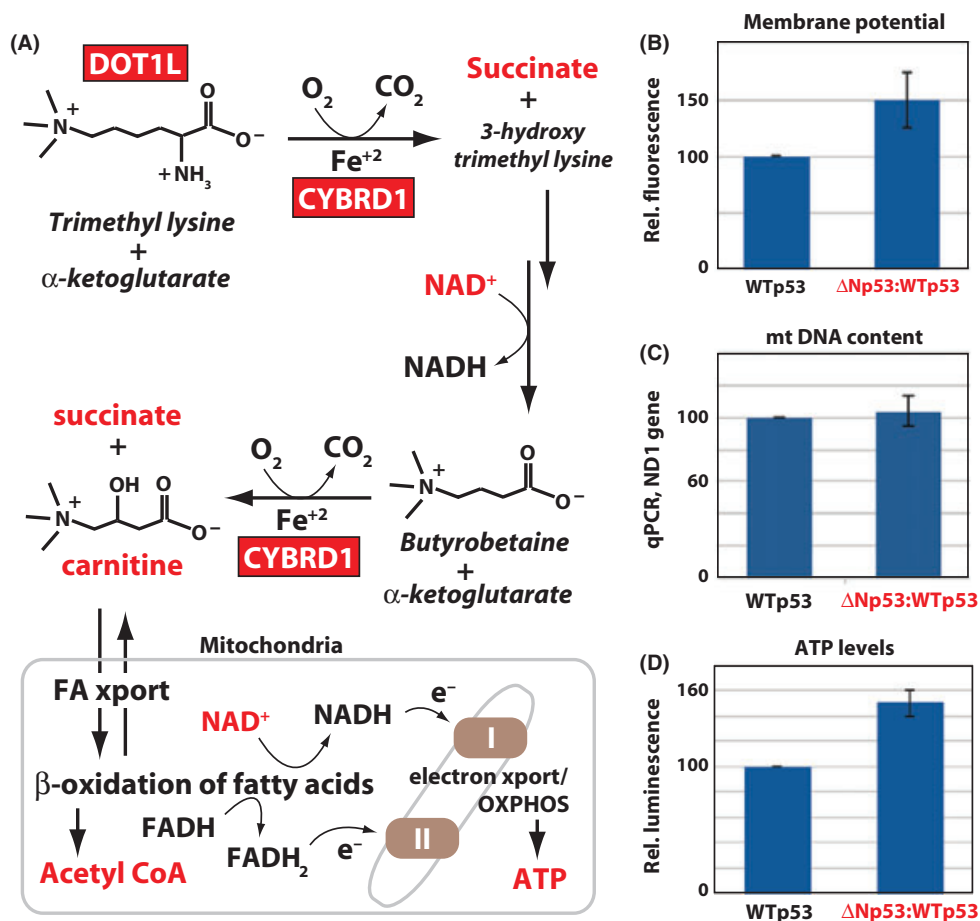 (A)
DOT1L
N
+
O
O−
+NH3
Trimethyl lysine
+
α-ketoglutarate
O2
CO2
Fe+2
CYBRD1
Succinate
+
3-hydroxy
trimethyl lysine
NAD+
NADH
succinate
+
OH
O
N
+
O−
carnitine
O2
CO2
Fe+2
CYBRD1
N
+
O
O−
Butyrobetaine
+
α-ketoglutarate
Mitochondria
FA xport
NAD+
NADH
e−
I
β-oxidation of fatty acids
electron xport/
OXPHOS
FADH
FADH2
e−
II
Acetyl CoA
ATP
(B)
Membrane potential
Rel. fluorescence
150
100
0
WTp53
ΔNp53:WTp53
(C)
mt DNA content
qPCR, ND1 gene
100
60
0
WTp53
ΔNp53:WTp53
(D)
ATP levels
Rel. luminescence
160
100
0
WTp53
ΔNp53:WTp53